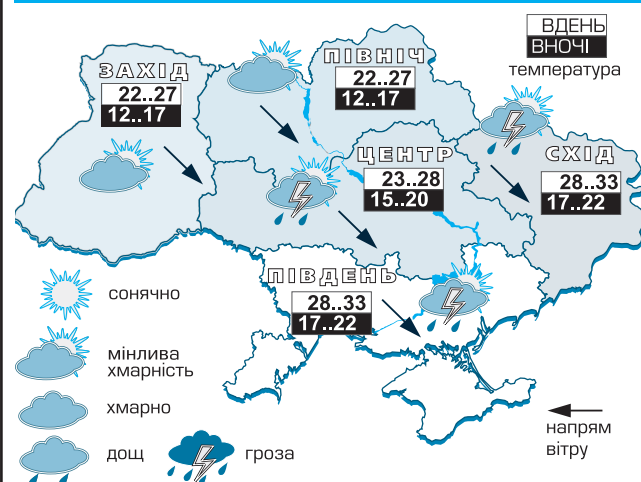 ВДЕНЬ
ВНОЧІ
температура
ЗАХІД
22..27
12..17
ПІВНІЧ
22..27
12..17
ЦЕНТР
23..28
15..20
СХІД
28..33
17..22
ПІВДЕНЬ
28..33
17..22
сонячно
мінлива
хмарність
хмарно
дощ
гроза
напрям
вітру